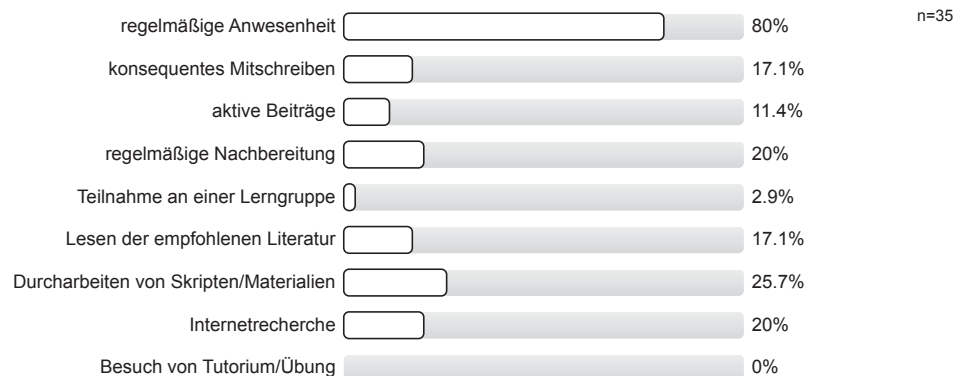 regelmäßige Anwesenheit 80% n=35
konsequentes Mitschreiben 17.1%
aktive Beiträge 11.4%
regelmäßige Nachbereitung 20%
Teilnahme an einer Lerngruppe 2.9%
Lesen der empfohlenen Literatur 17.1%
Durcharbeiten von Skripten/Materialien 25.7%
Internetrecherche 20%
Besuch von Tutorium/Übung 0%